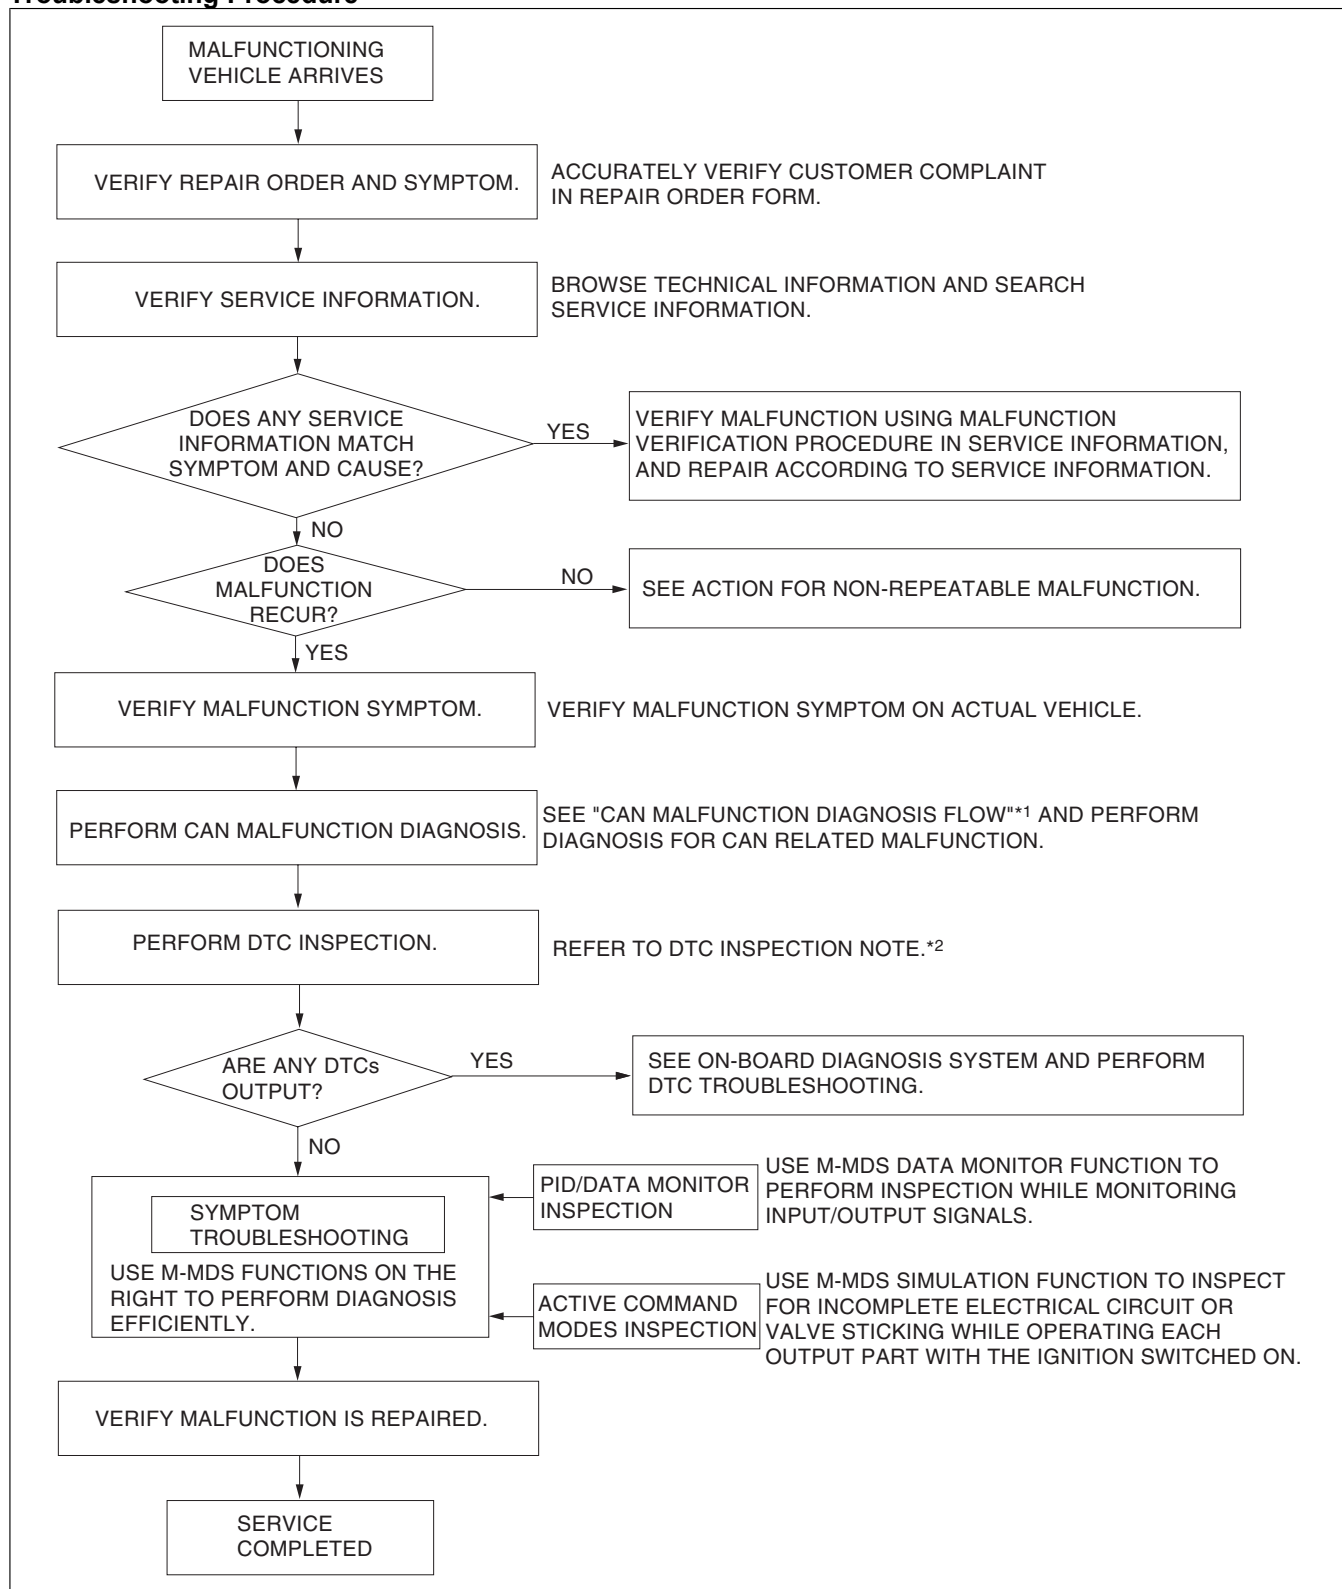 Troubleshooting Procedure
MALFUNCTIONING
VEHICLE ARRIVES
VERIFY REPAIR ORDER AND SYMPTOM.
ACCURATELY VERIFY CUSTOMER COMPLAINT
IN REPAIR ORDER FORM.
VERIFY SERVICE INFORMATION.
BROWSE TECHNICAL INFORMATION AND SEARCH
SERVICE INFORMATION.
DOES ANY SERVICE
INFORMATION MATCH
SYMPTOM AND CAUSE?
YES
VERIFY MALFUNCTION USING MALFUNCTION
VERIFICATION PROCEDURE IN SERVICE INFORMATION,
AND REPAIR ACCORDING TO SERVICE INFORMATION.
NO
DOES
MALFUNCTION
RECUR?
NO
SEE ACTION FOR NON-REPEATABLE MALFUNCTION.
YES
VERIFY MALFUNCTION SYMPTOM.
VERIFY MALFUNCTION SYMPTOM ON ACTUAL VEHICLE.
PERFORM CAN MALFUNCTION DIAGNOSIS.
SEE "CAN MALFUNCTION DIAGNOSIS FLOW"*1 AND PERFORM
DIAGNOSIS FOR CAN RELATED MALFUNCTION.
PERFORM DTC INSPECTION.
REFER TO DTC INSPECTION NOTE.*2
ARE ANY DTCs
OUTPUT?
YES
SEE ON-BOARD DIAGNOSIS SYSTEM AND PERFORM
DTC TROUBLESHOOTING.
NO
SYMPTOM
TROUBLESHOOTING
USE M-MDS FUNCTIONS ON THE
RIGHT TO PERFORM DIAGNOSIS
EFFICIENTLY.
PID/DATA MONITOR
INSPECTION
USE M-MDS DATA MONITOR FUNCTION TO
PERFORM INSPECTION WHILE MONITORING
INPUT/OUTPUT SIGNALS.
ACTIVE COMMAND
MODES INSPECTION
USE M-MDS SIMULATION FUNCTION TO INSPECT
FOR INCOMPLETE ELECTRICAL CIRCUIT OR
VALVE STICKING WHILE OPERATING EACH
OUTPUT PART WITH THE IGNITION SWITCHED ON.
VERIFY MALFUNCTION IS REPAIRED.
SERVICE
COMPLETED